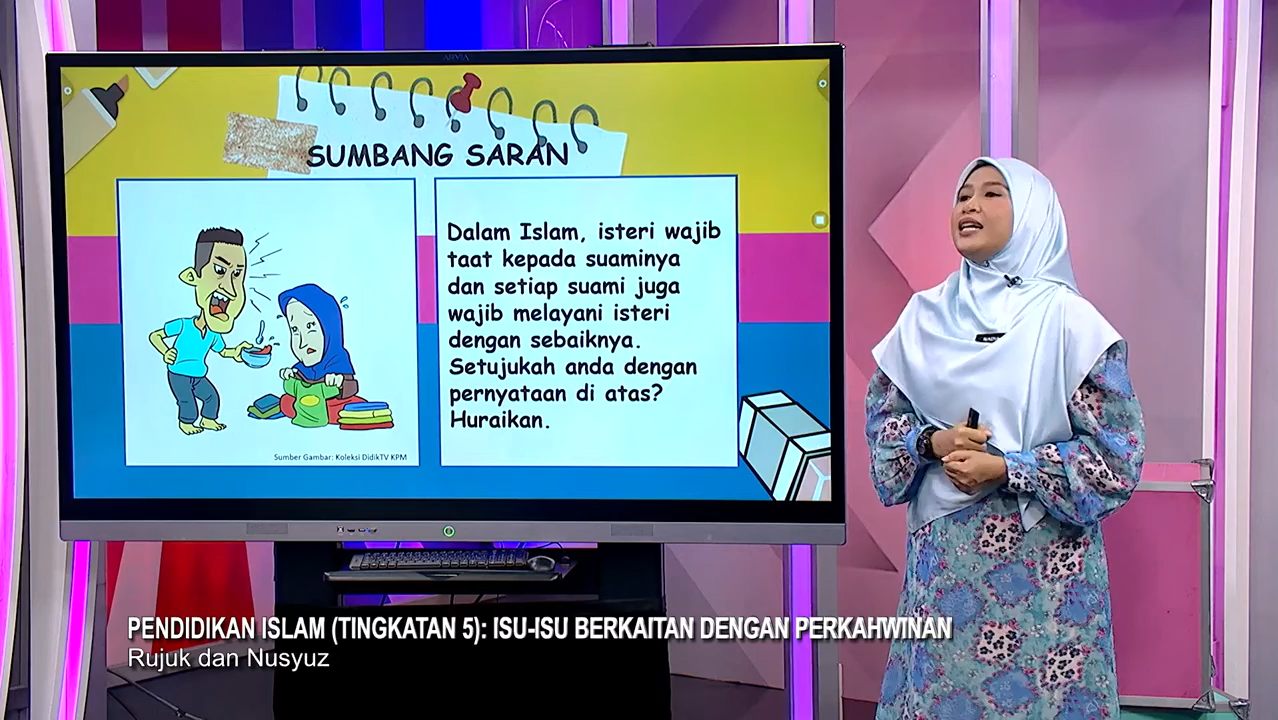 SUMBANG SARAN
Dalam Islam, isteri wajib
taat kepada suaminya
dan setiap suami juga
wajib melayani isteri
dengan sebaiknya.
Setujukah anda dengan
pernyataan di atas?
Huraikan.
Sumber Gambar: Koleksi DidikTV KPM
PENDIDIKAN ISLAM (TINGKATAN 5): ISU-ISU BERKAITAN DENGAN PERKAHWINAN
Rujuk dan Nusyuz